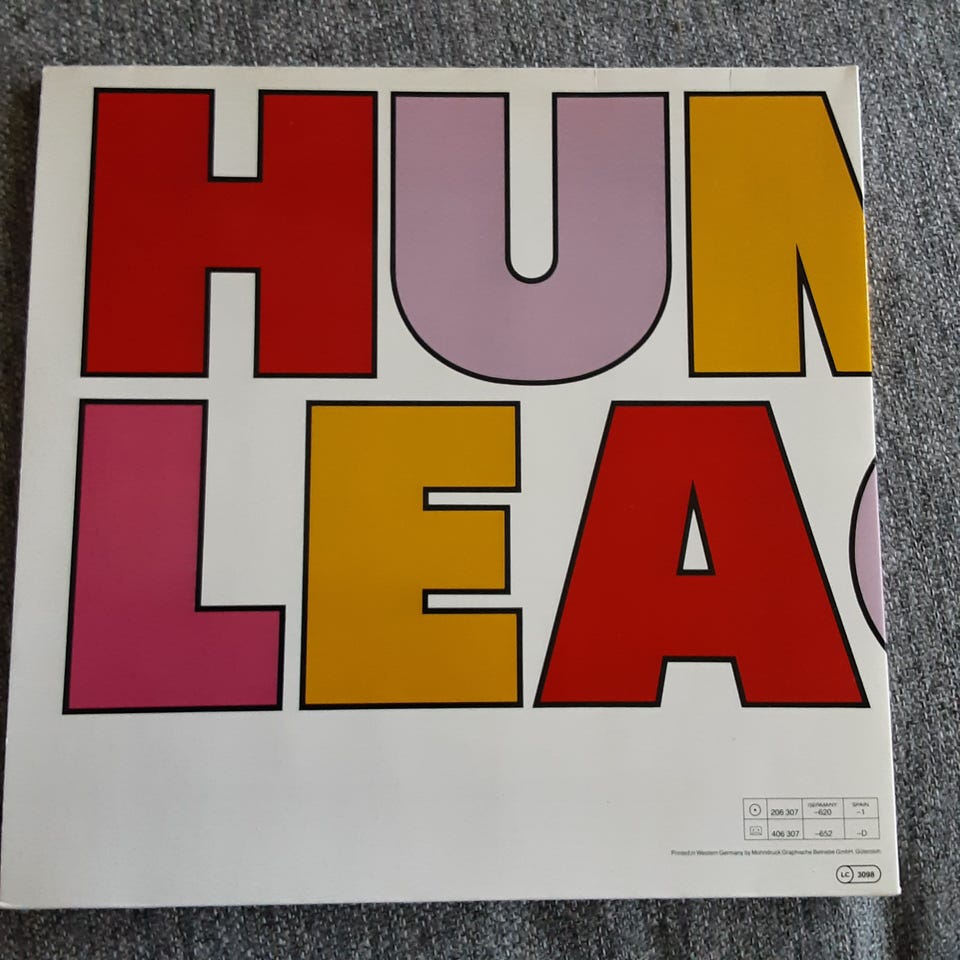 HUM
LEAG
GERMANY SPAIN
206 307 -620 -1
406 307 -652 -D
Printed in Western Germany by Mohndruck Graphische Betriebe GmbH, Gütersloh
LC 3098